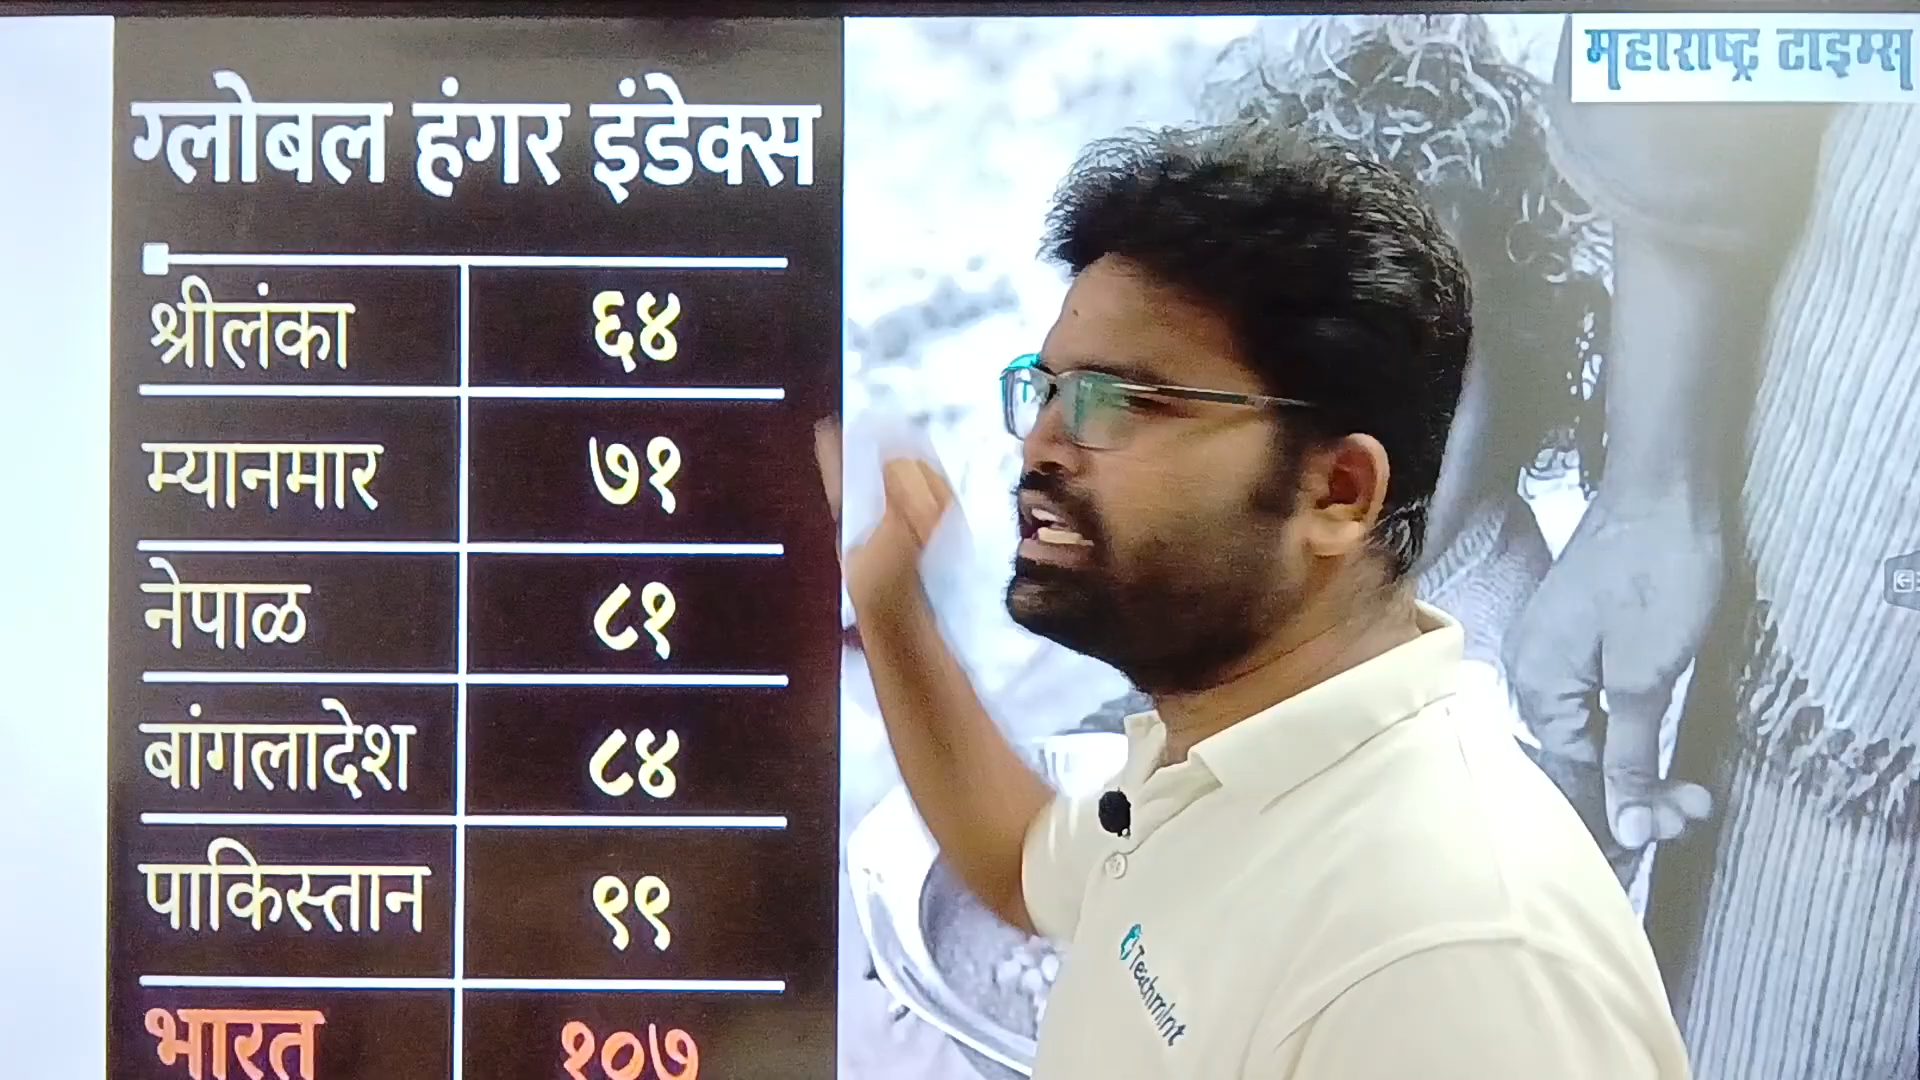 महाराष्ट्र टाइम्स
ग्लोबल हंगर इंडेक्स
श्रीलंका ६४
म्यानमार ७१
नेपाळ ८१
बांगलादेश ८४
पाकिस्तान ९९
भारत १०७
Teachmint